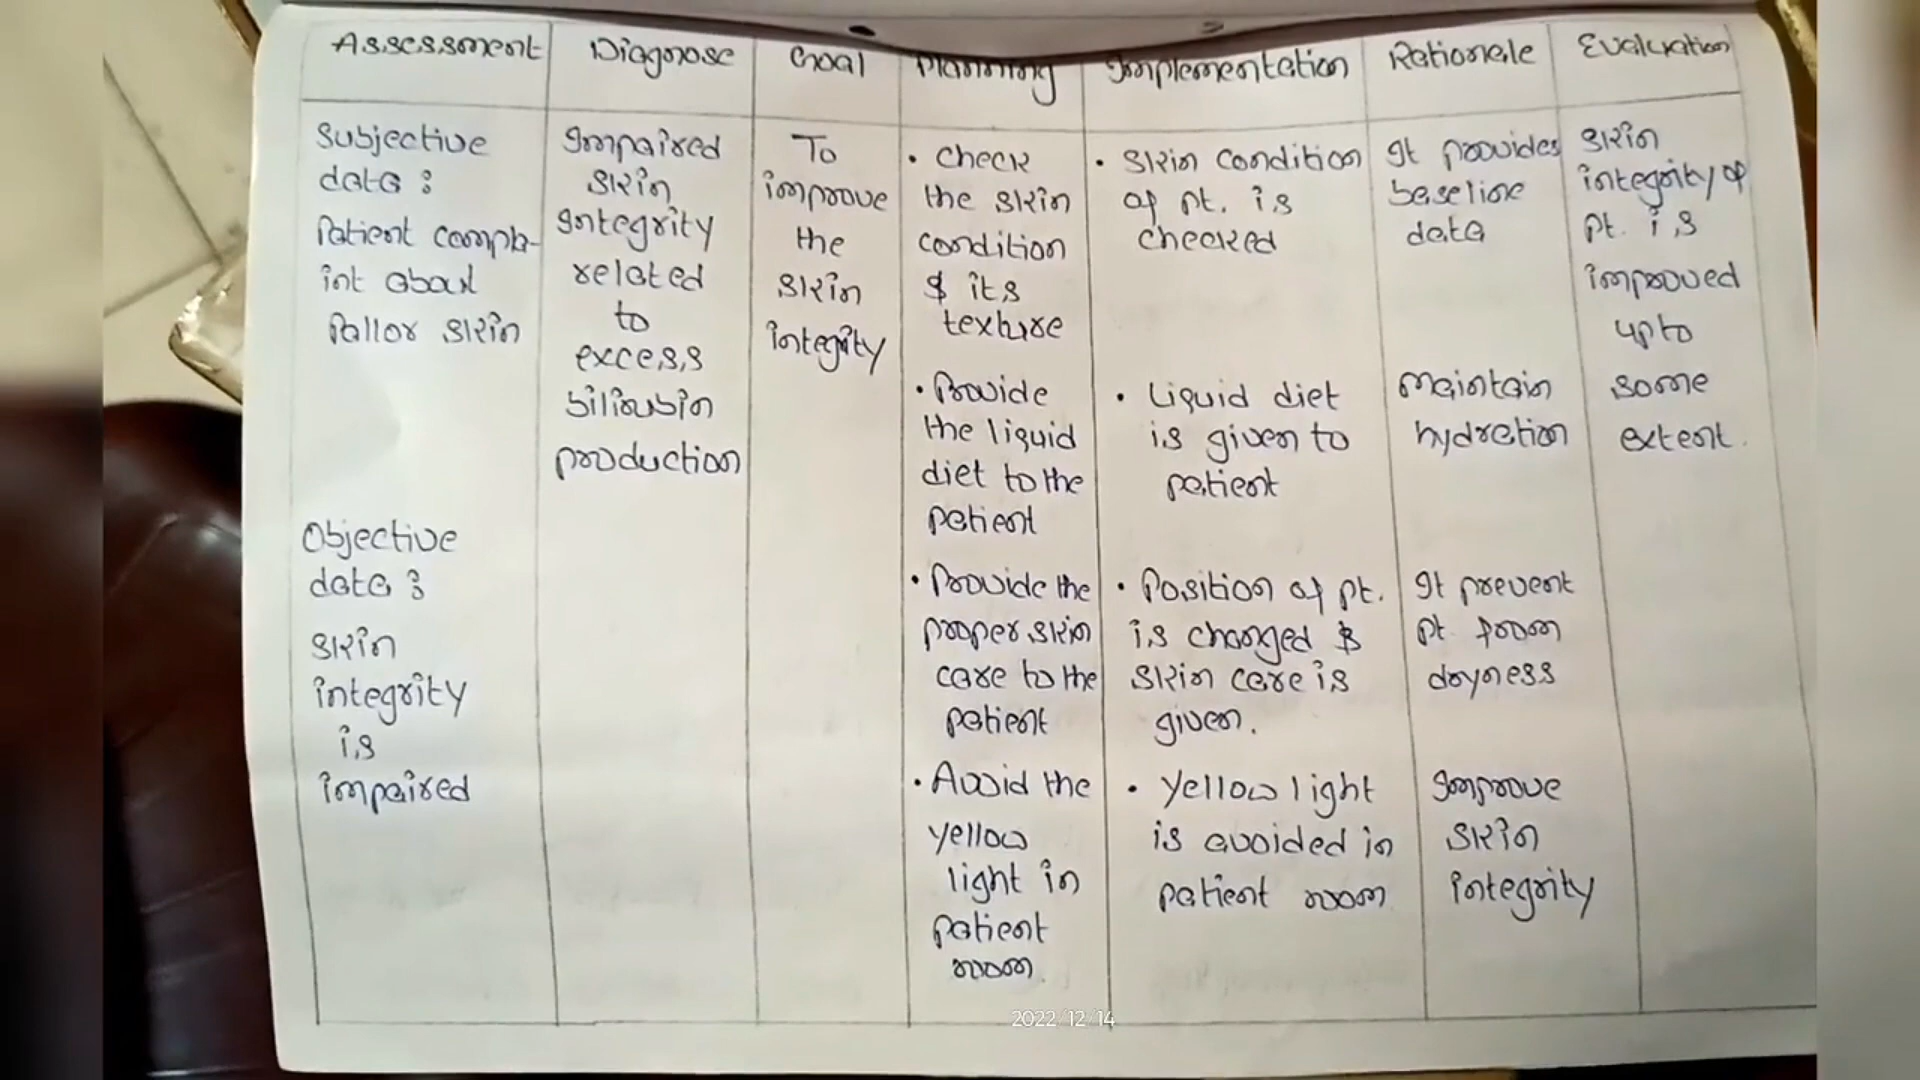 Assessment
Diagnose
Goal
Planning
Implementation
Rationale
Evaluation
Subjective
data :
Patient compla-
int about
Pallor skin
Objective
data :
skin
integrity
is
impaired
Impaired
skin
Integrity
related
to
excess
bilirubin
production
To
improve
the
skin
integrity
• Check
the skin
condition
& its
texture
• Provide
the liquid
diet to the
patient
• Provide the
proper skin
care to the
patient
• Avoid the
yellow
light in
patient
room.
• Skin condition
of pt. is
checked
• Liquid diet
is given to
patient
• Position of pt.
is changed &
skin care is
given.
• Yellow light
is avoided in
patient room
It provides
baseline
data
Maintain
hydration
It prevent
pt from
dryness
Improve
skin
integrity
Skin
integrity of
pt. is
improved
up to
some
extent.
2022/12/14